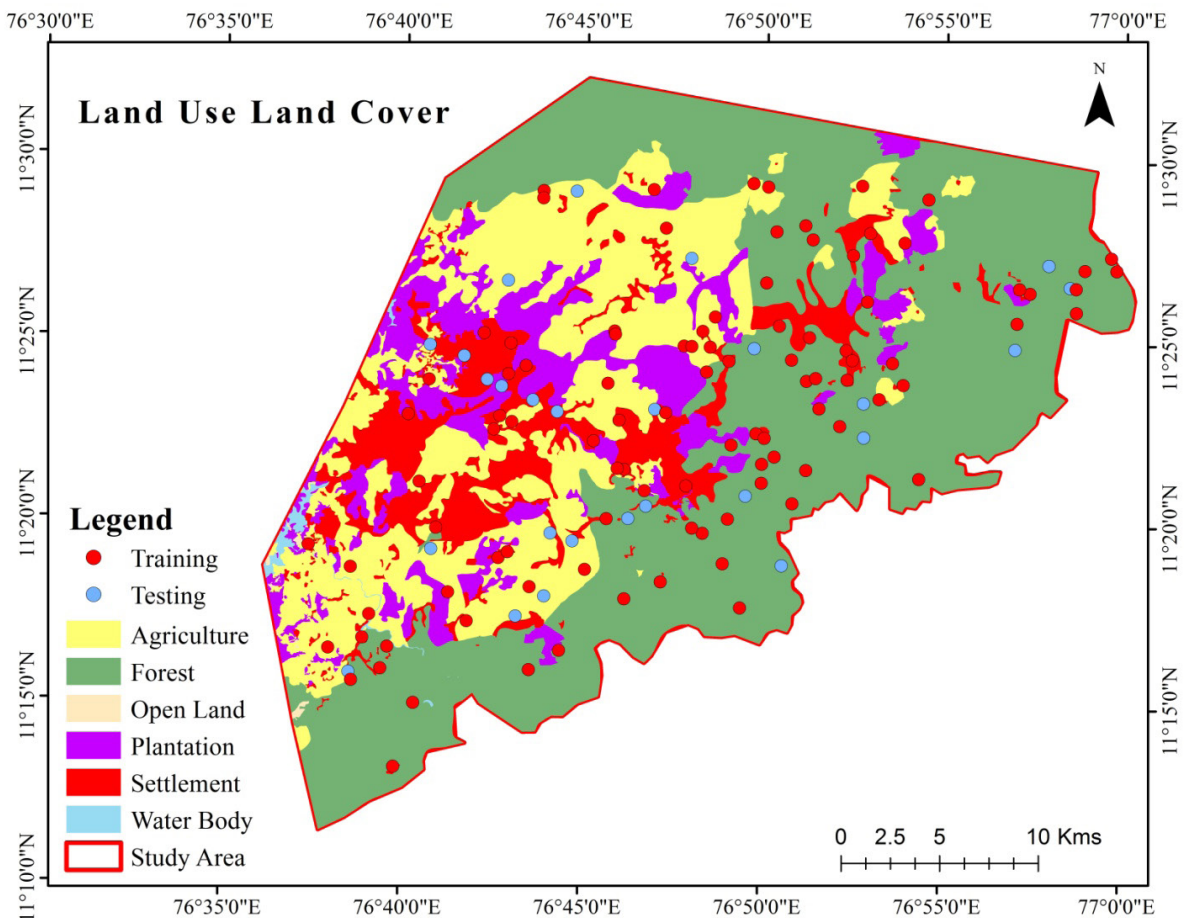 76°30'0"E 76°35'0"E 76°40'0"E 76°45'0"E 76°50'0"E 76°55'0"E 77°0'0"E
N
Land Use Land Cover
11°30'0"N 11°30'0"N
11°25'0"N 11°25'0"N
11°20'0"N 11°20'0"N
Legend
Training
Testing
Agriculture
Forest
11°15'0"N 11°15'0"N
Open Land
Plantation
Settlement
Water Body
Study Area
0 2.5 5 10 Kms
11°10'0"N
76°35'0"E 76°40'0"E 76°45'0"E 76°50'0"E 76°55'0"E 77°0'0"E